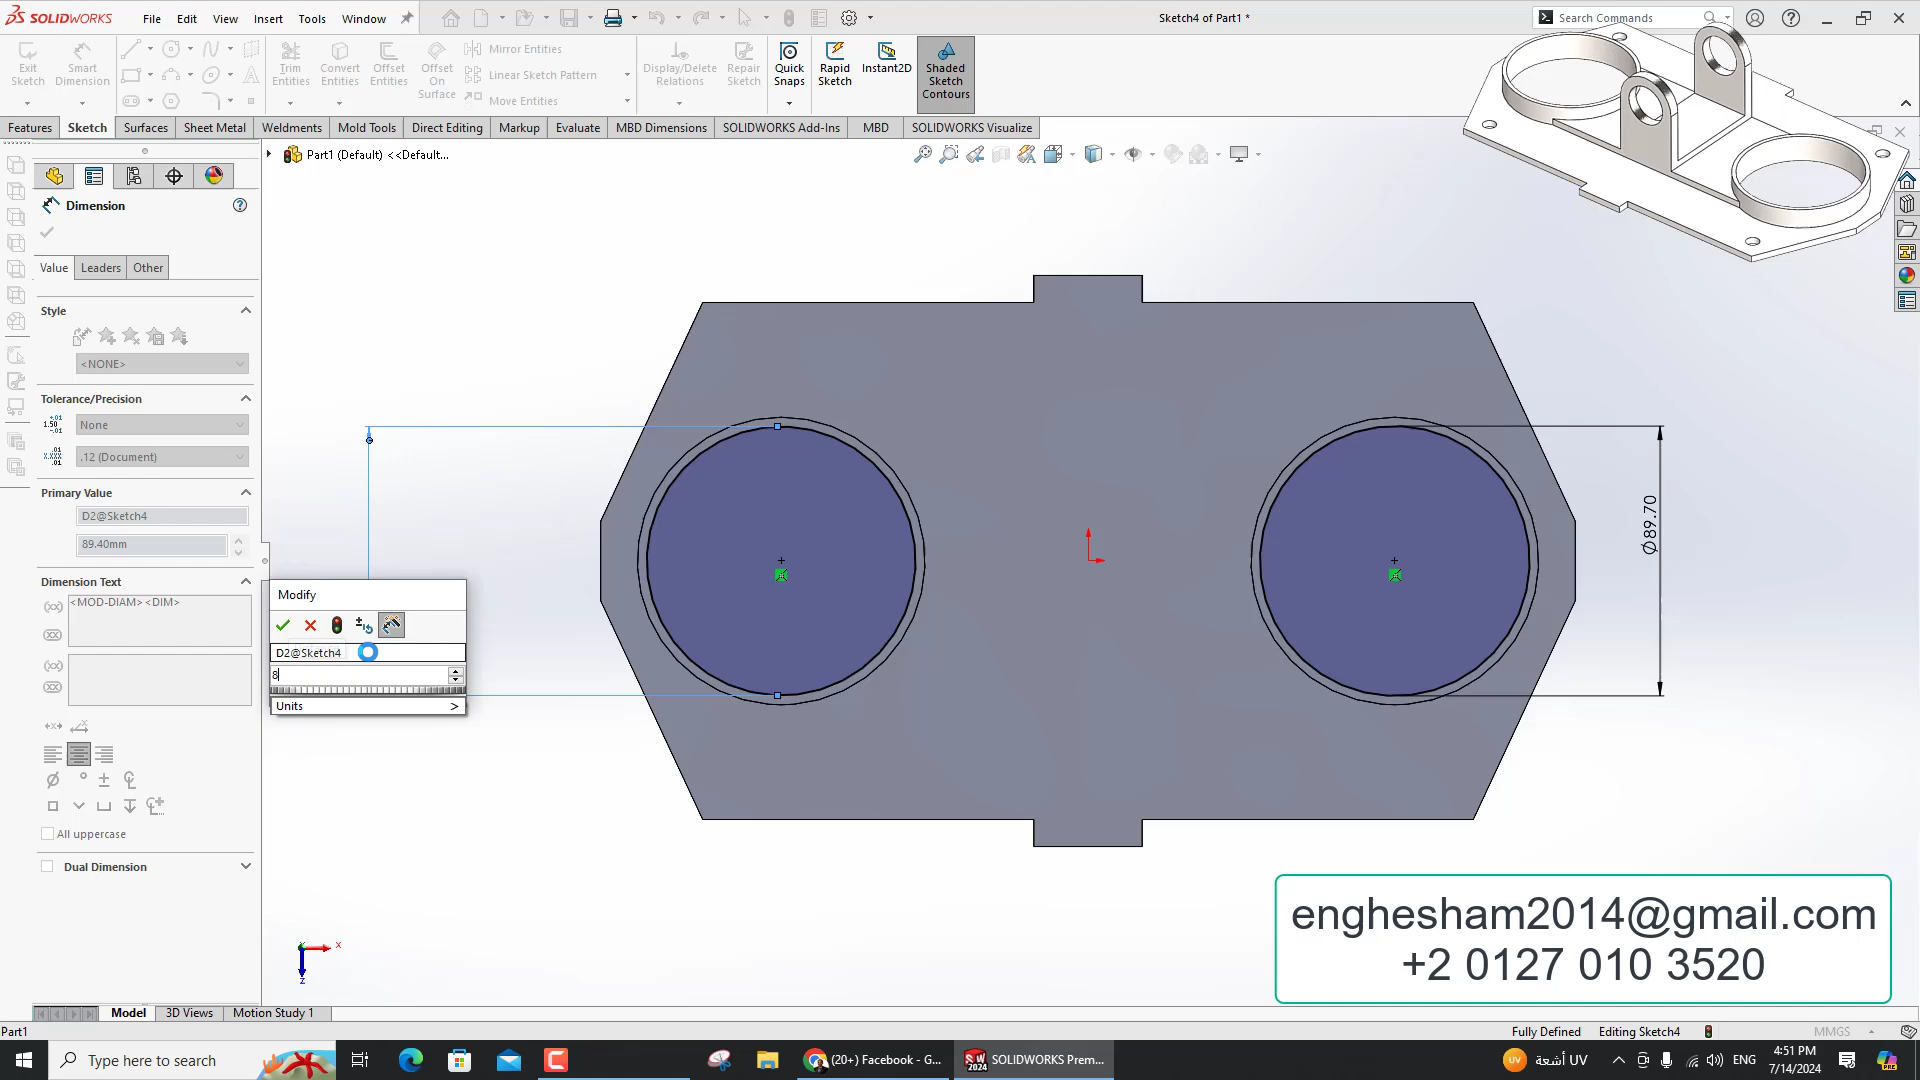 SOLIDWORKS
File
Edit
View
Insert
Tools
Window
Sketch4 of Part1 *
Search Commands
Exit
Sketch
Smart
Dimension
Trim
Entities
Convert
Entities
Offset
Entities
Offset
On
Surface
Mirror Entities
Linear Sketch Pattern
Move Entities
Display/Delete
Relations
Repair
Sketch
Quick
Snaps
Rapid
Sketch
Instant2D
Shaded
Sketch
Contours
Features
Sketch
Surfaces
Sheet Metal
Weldments
Mold Tools
Direct Editing
Markup
Evaluate
MBD Dimensions
SOLIDWORKS Add-Ins
MBD
SOLIDWORKS Visualize
Part1 (Default) <<Default...
Dimension
Value
Leaders
Other
Style
<NONE>
Tolerance/Precision
None
.12 (Document)
Primary Value
D2@Sketch4
89.40mm
Dimension Text
<MOD-DIAM><DIM>
All uppercase
Dual Dimension
Modify
D2@Sketch4
8
Units >
Ø89.70
enghesham2014@gmail.com
+2 0127 010 3520
Model
3D Views
Motion Study 1
Part1
Fully Defined
Editing Sketch4
MMGS
Type here to search
(20+) Facebook - G...
SOLIDWORKS Prem...
أشعة UV
ENG
4:51 PM
7/14/2024